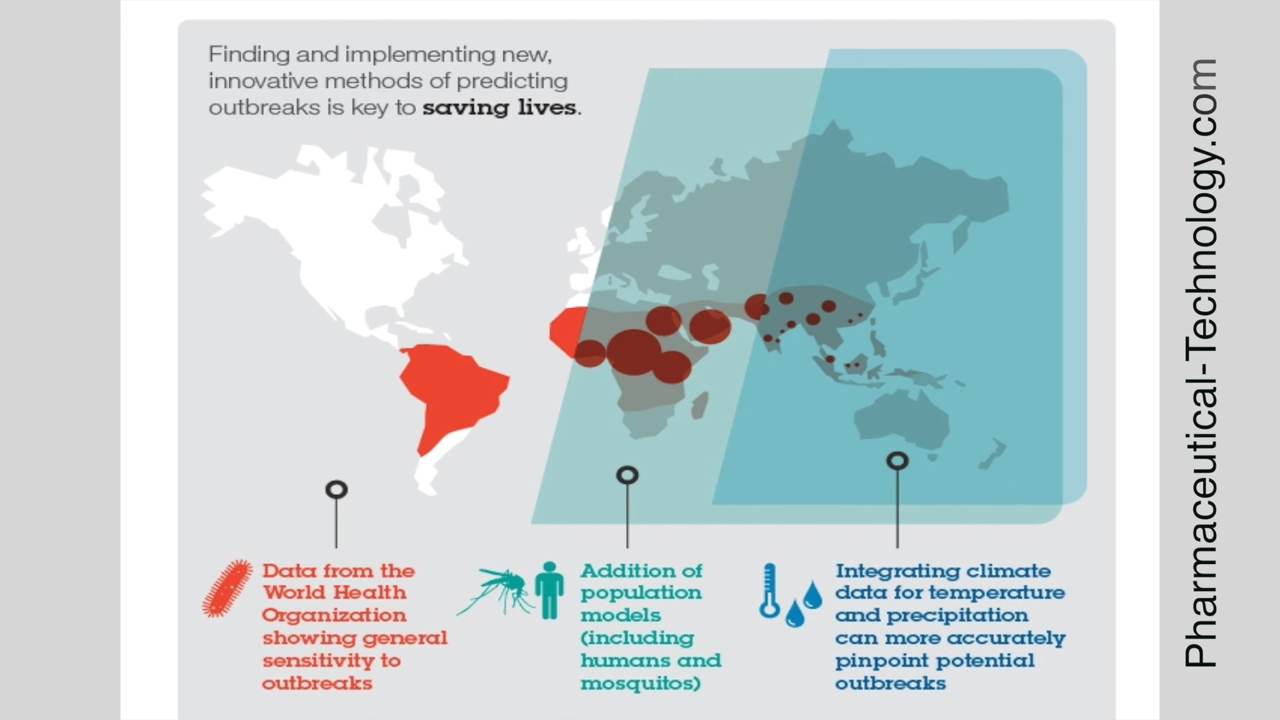 Finding and implementing new,
innovative methods of predicting
outbreaks is key to saving lives.
Data from the
World Health
Organization
showing general
sensitivity to
outbreaks
Addition of
population
models
(including
humans and
mosquitos)
Integrating climate
data for temperature
and precipitation
can more accurately
pinpoint potential
outbreaks
Pharmaceutical-Technology.com